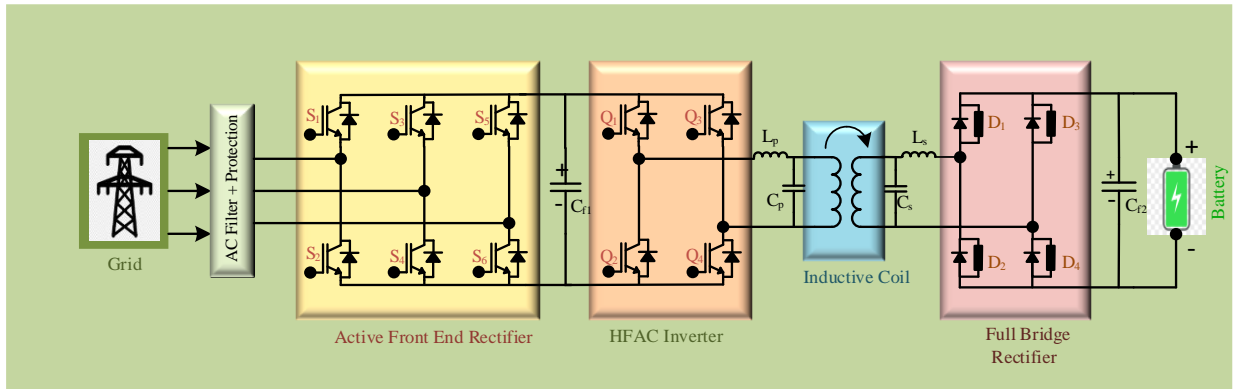 Grid
AC Filter + Protection
S1
S3
S5
S2
S4
S6
Active Front End Rectifier
+
-
Cf1
Q1
Q3
Q2
Q4
HFAC Inverter
Lp
Cp
Ls
Cs
Inductive Coil
D1
D3
D2
D4
Full Bridge
Rectifier
+
-
Cf2
+
-
Battery